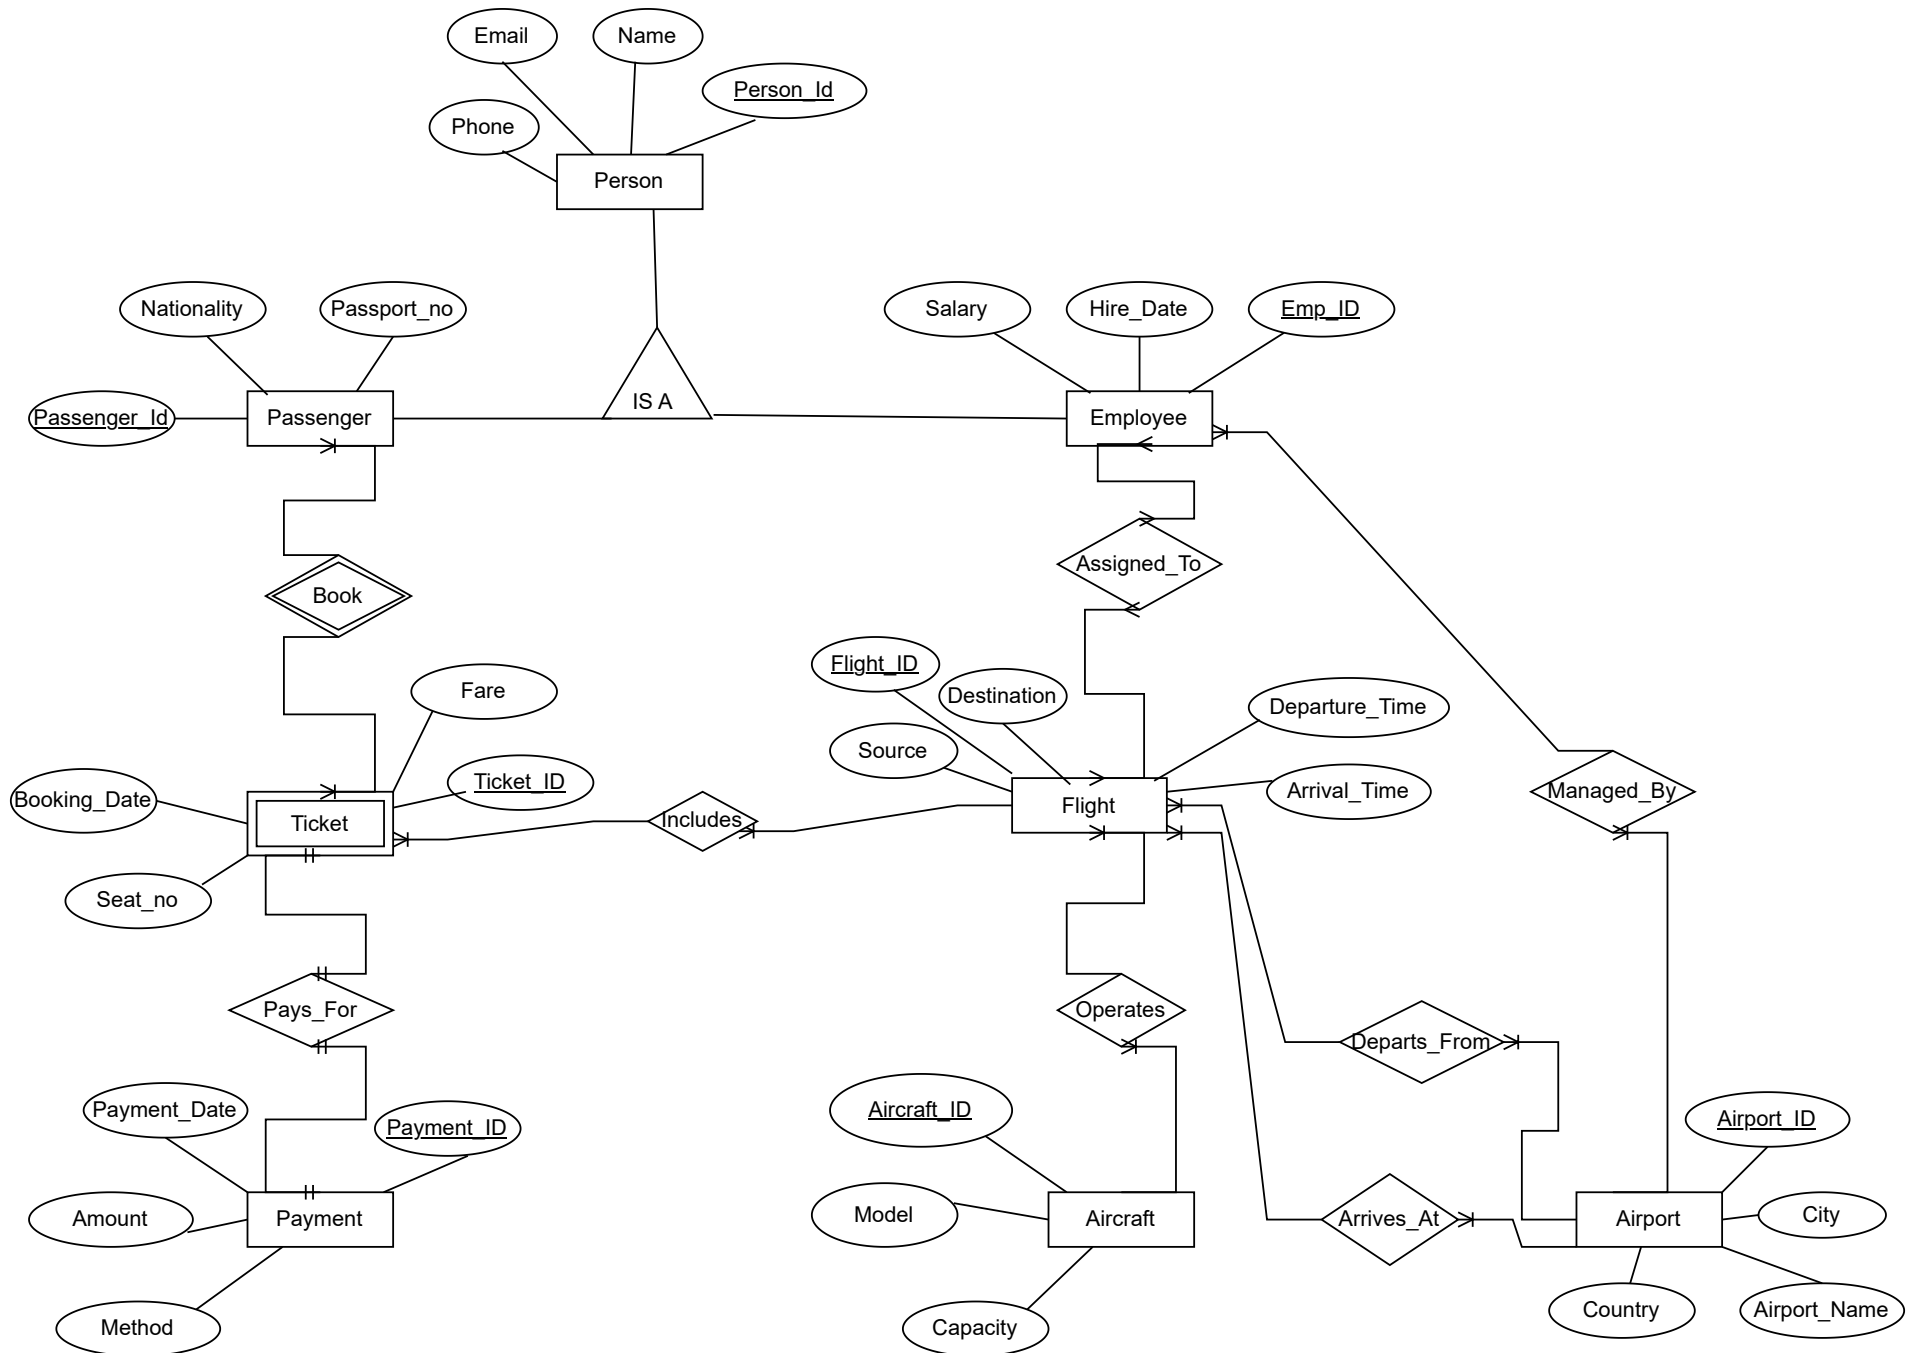 Email
Name
Person_Id
Phone
Person
Nationality
Passport_no
Salary
Hire_Date
Emp_ID
IS A
Passenger_Id
Passenger
Employee
Assigned_To
Book
Flight_ID
Destination
Fare
Departure_Time
Source
Ticket_ID
Booking_Date
Arrival_Time
Managed_By
Ticket
Includes
Flight
Seat_no
Pays_For
Operates
Departs_From
Payment_Date
Payment_ID
Aircraft_ID
Airport_ID
Amount
Payment
Model
Aircraft
Arrives_At
Airport
City
Method
Capacity
Country
Airport_Name